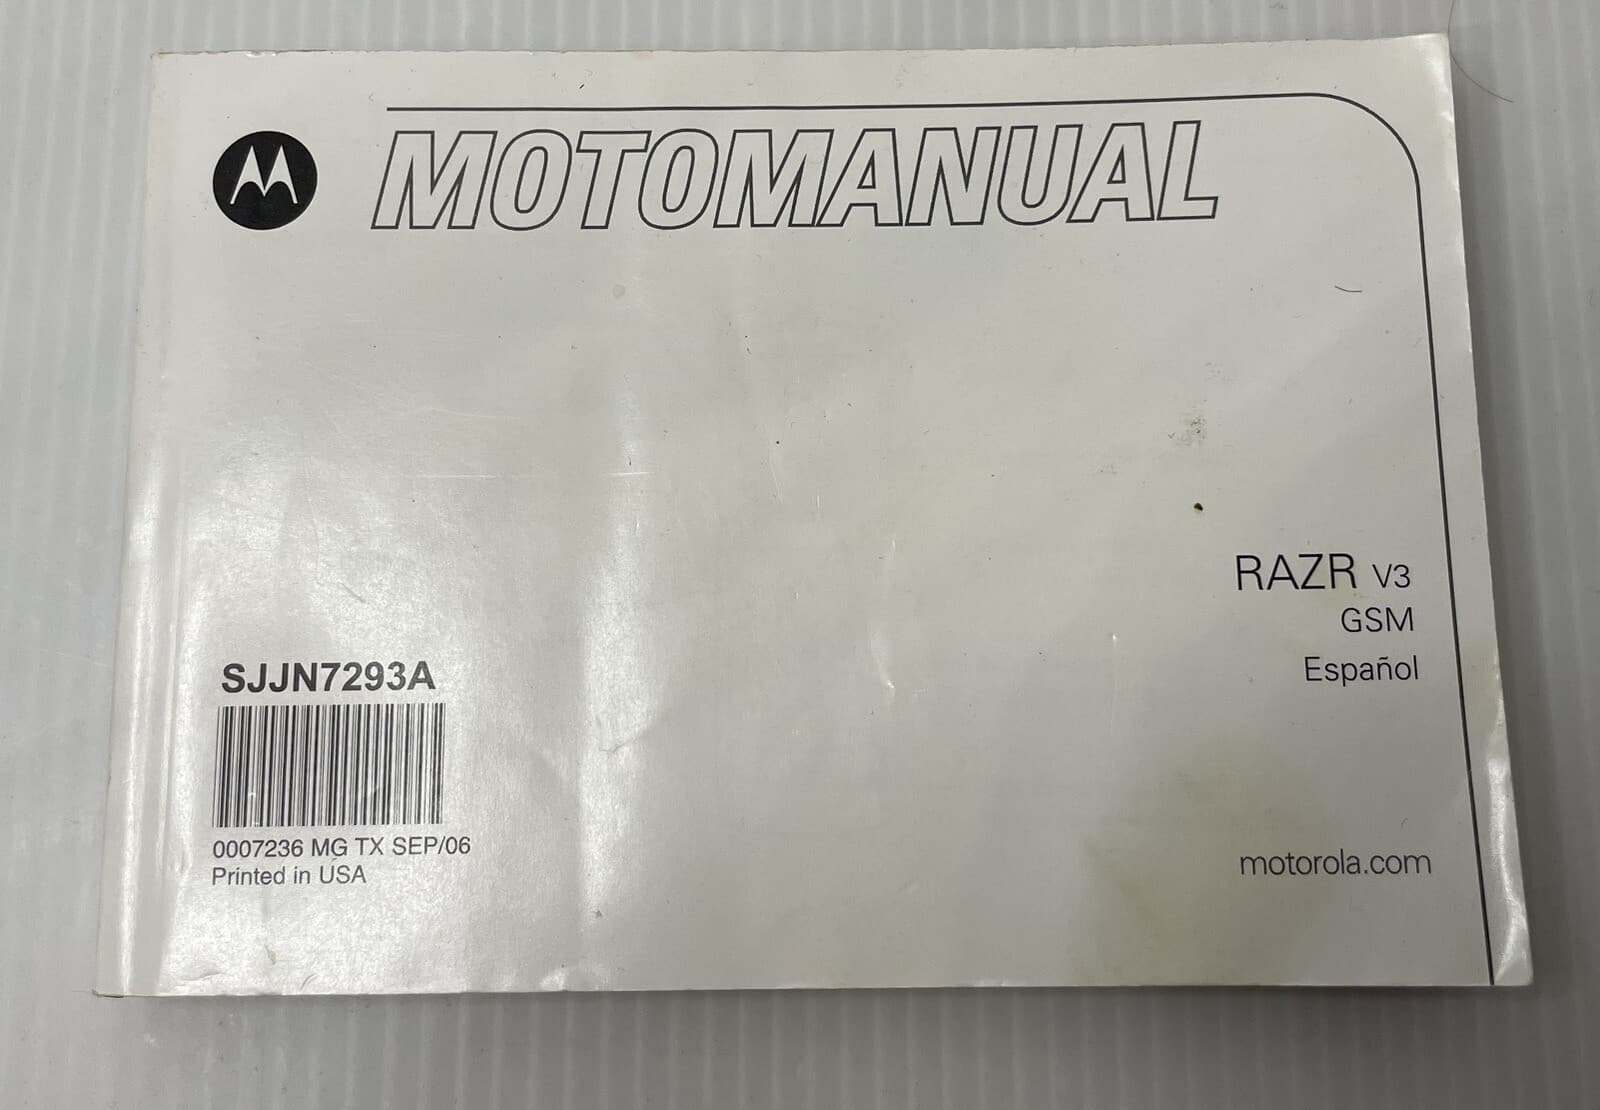 MOTOMANUAL
RAZR V3
GSM
Español
SJJN7293A
0007236 MG TX SEP/06
Printed in USA
motorola.com